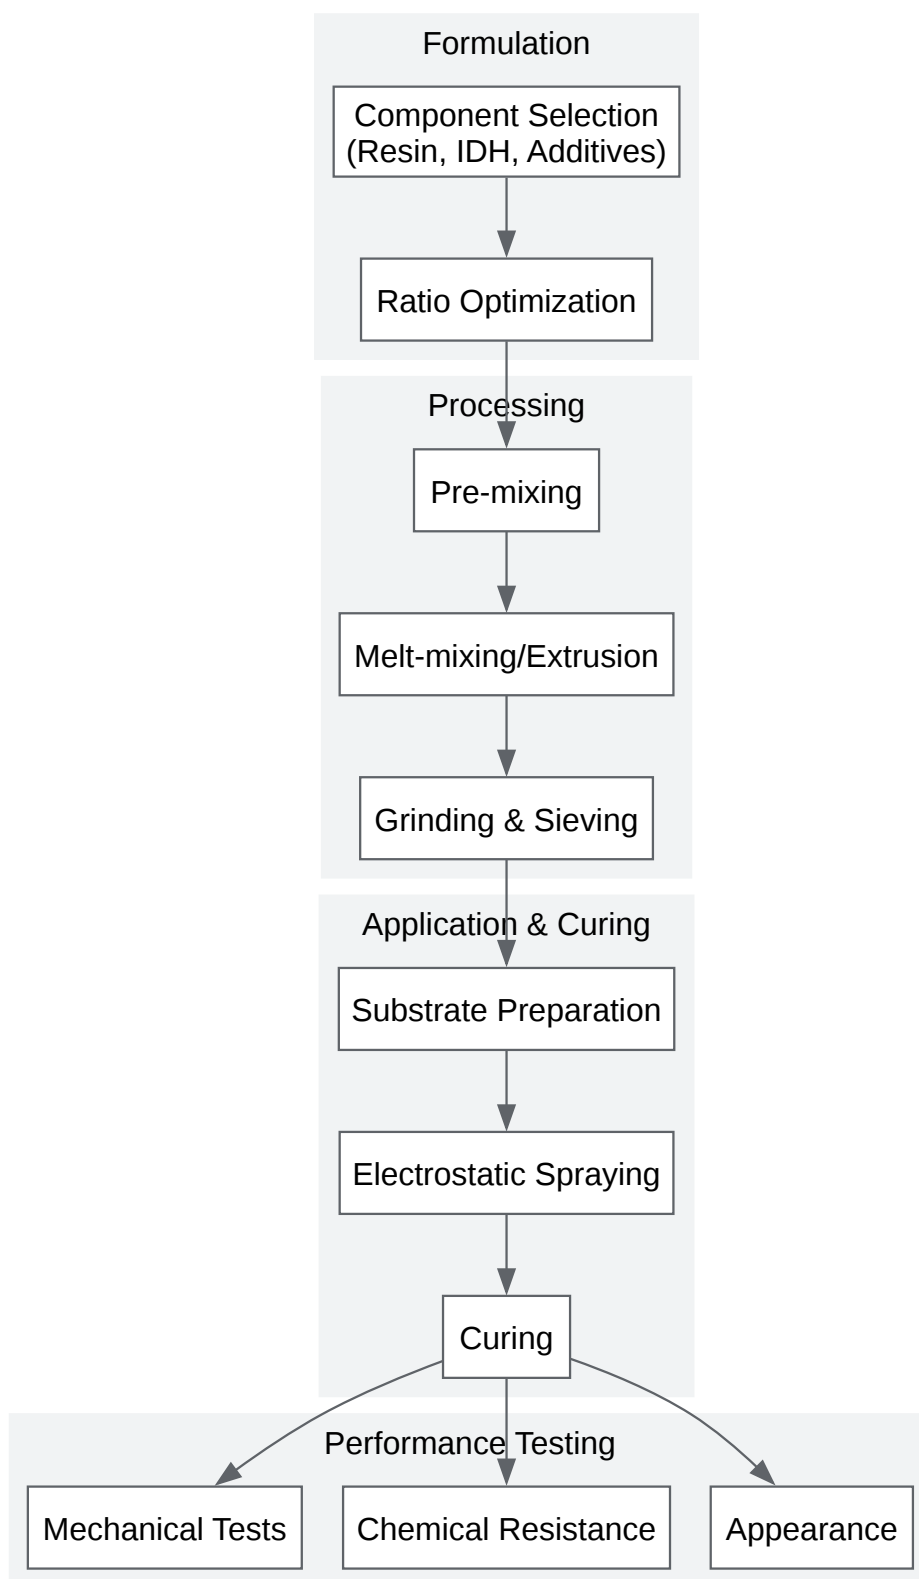 Formulation
Component Selection
(Resin, IDH, Additives)
Ratio Optimization
Processing
Pre-mixing
Melt-mixing/Extrusion
Grinding & Sieving
Application & Curing
Substrate Preparation
Electrostatic Spraying
Curing
Performance Testing
Mechanical Tests
Chemical Resistance
Appearance